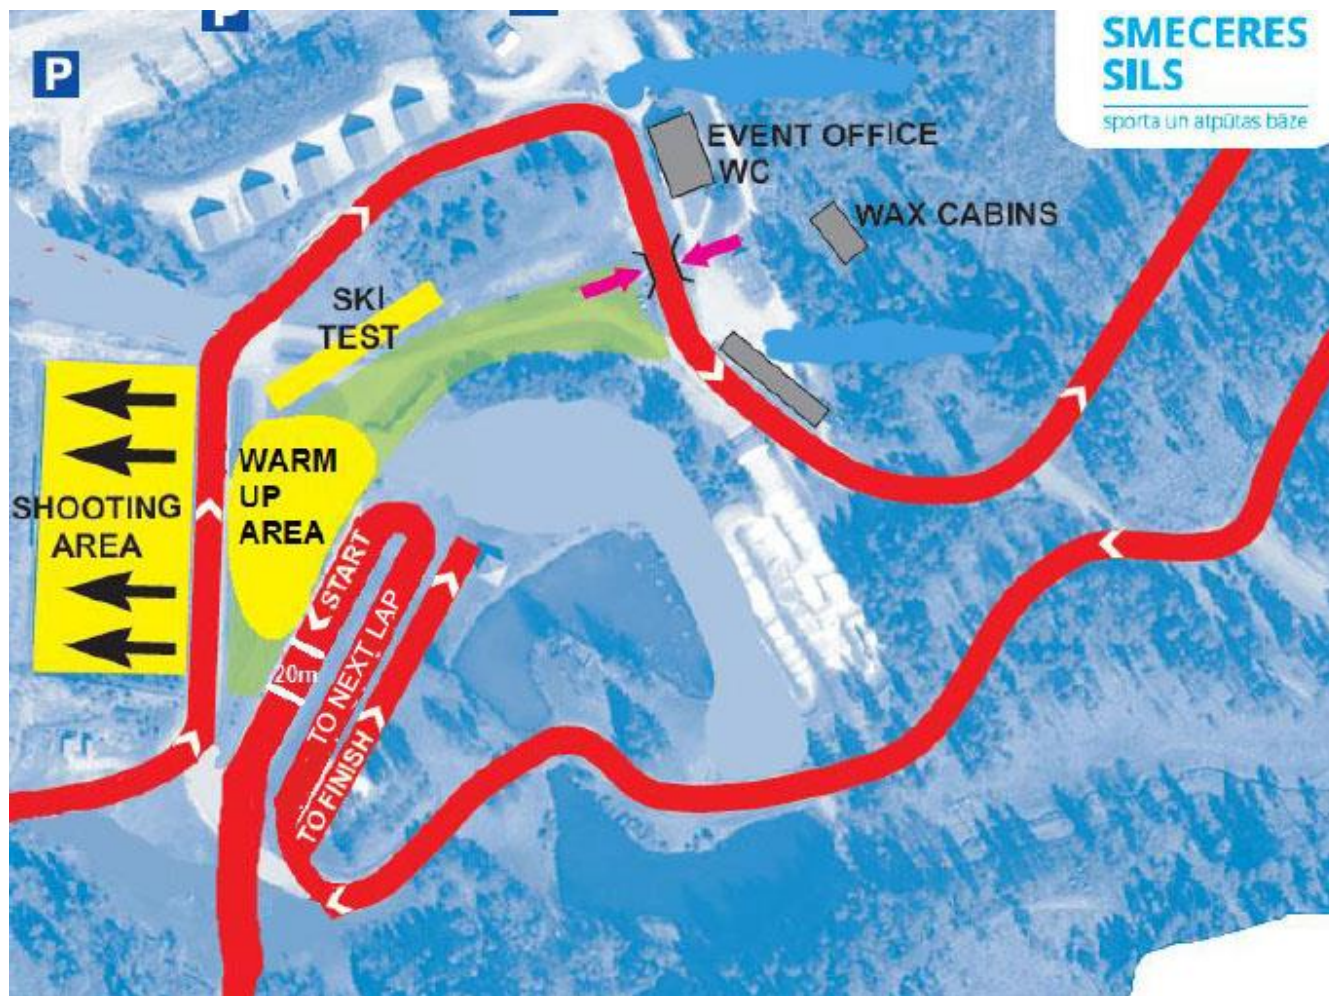 P
P
SMECERES
SILS
sporta un atpūtas bāze
EVENT OFFICE
WC
WAX CABINS
SKI
TEST
WARM
UP
AREA
SHOOTING
AREA
START
20m
TO NEXT LAP
TO FINISH